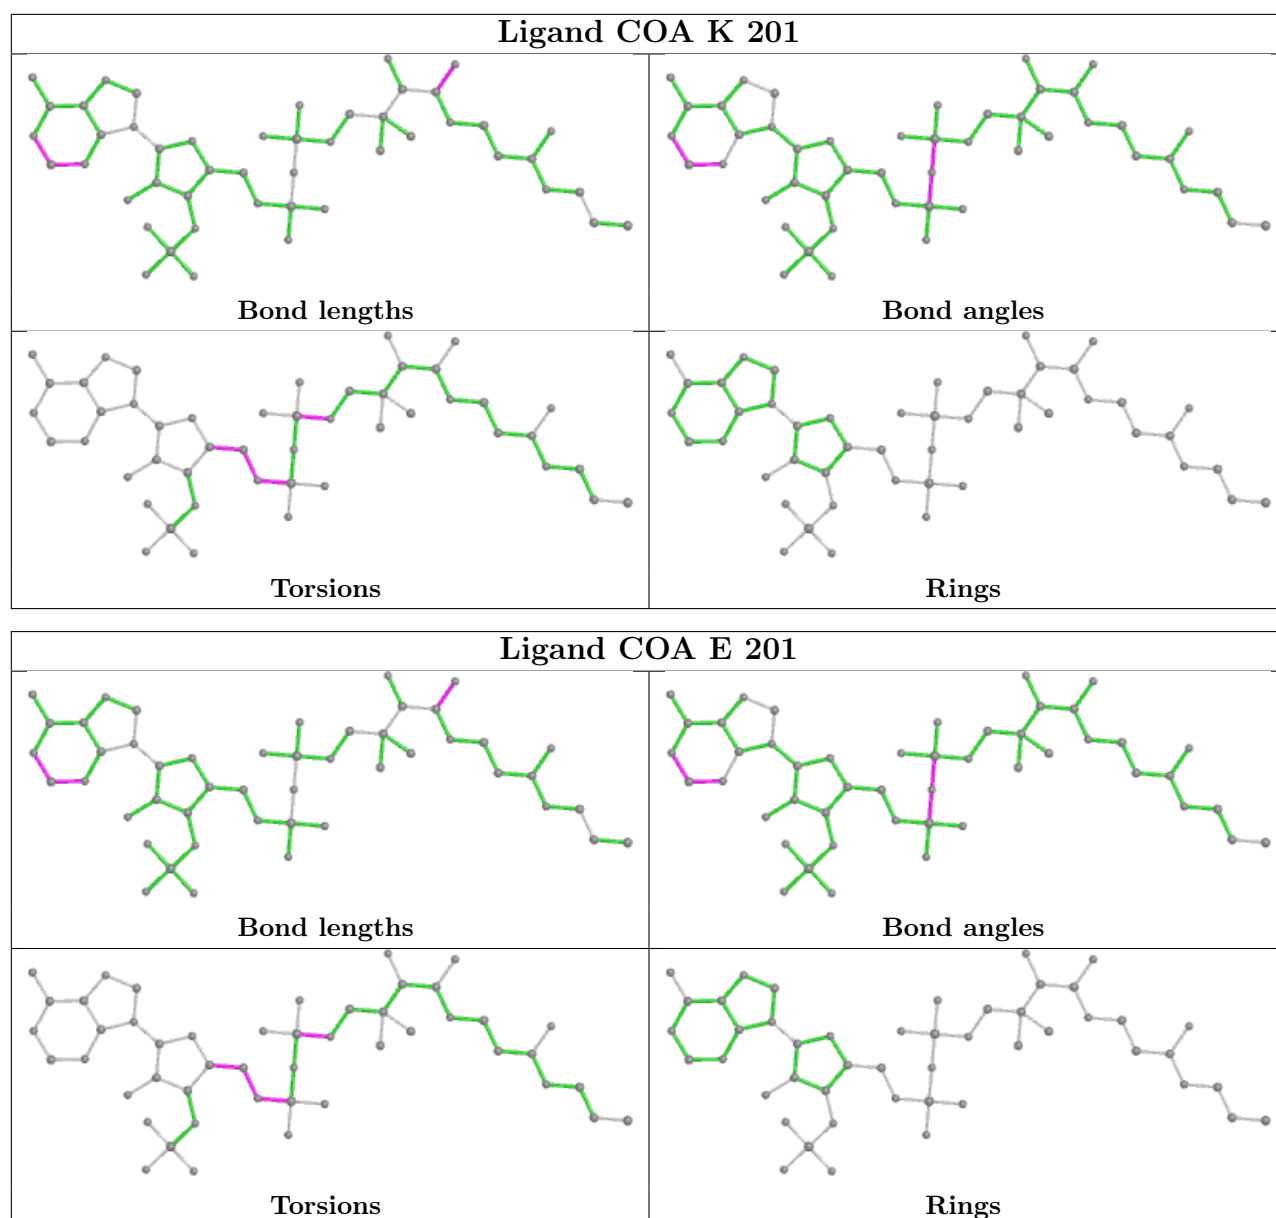 Ligand COA K 201
Bond lengths
Bond angles
Torsions
Rings
Ligand COA E 201
Bond lengths
Bond angles
Torsions
Rings